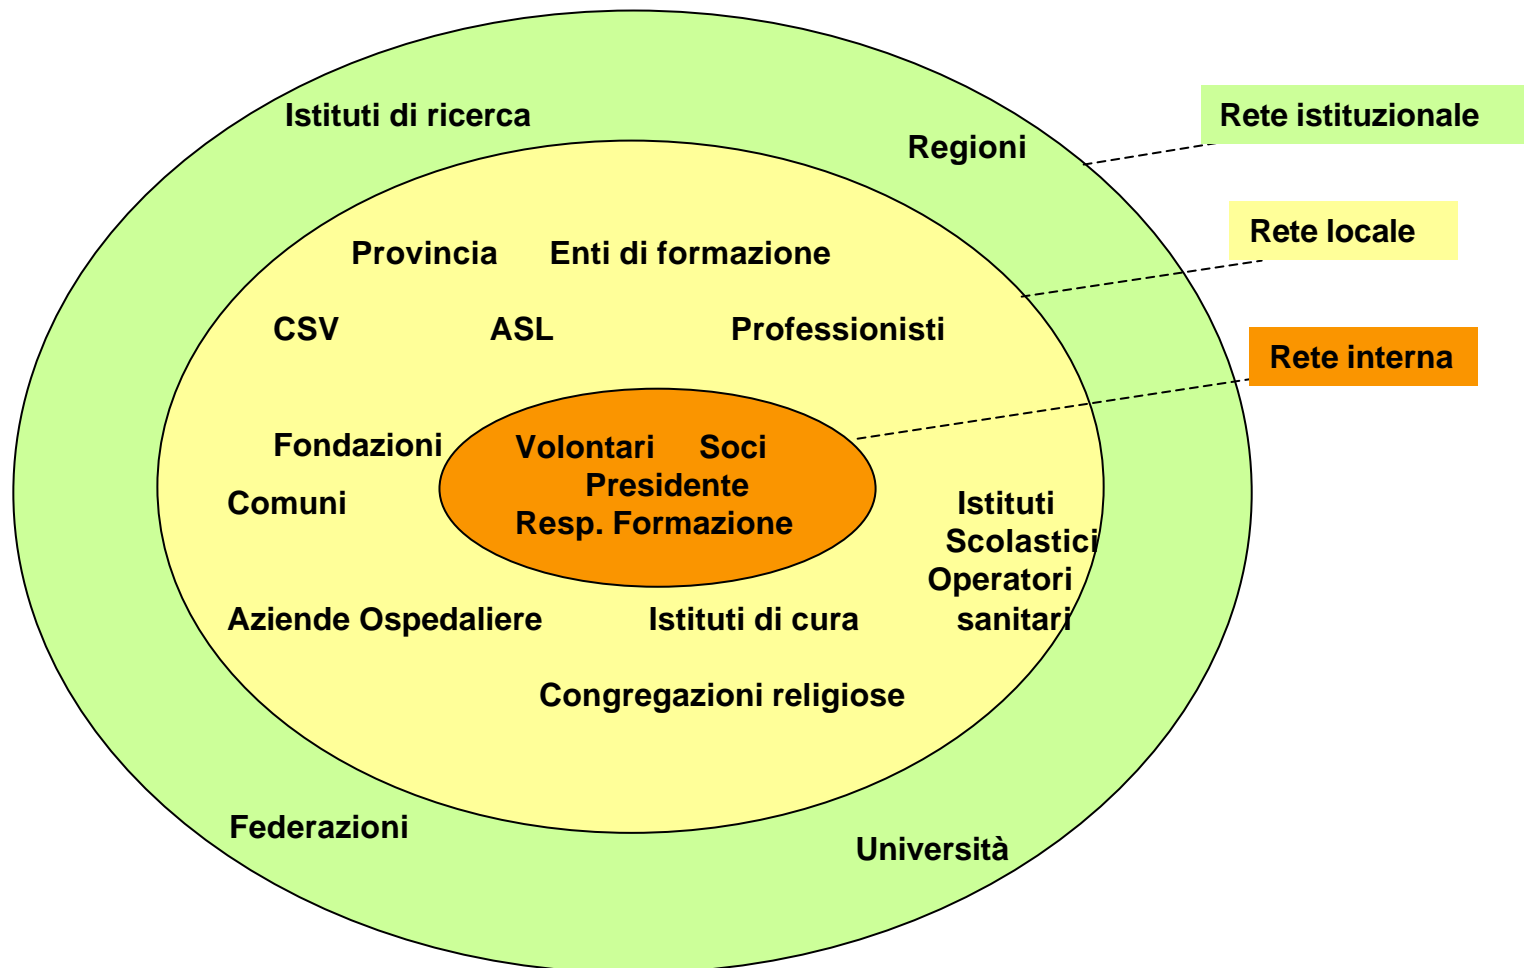 Istituti di ricerca
Rete istituzionale
Regioni
Rete locale
Provincia Enti di formazione
CSV ASL Professionisti
Rete interna
Fondazioni
Volontari Soci
Presidente
Resp. Formazione
Comuni
Istituti
Scolastici
Operatori
sanitari
Aziende Ospedaliere Istituti di cura
Congregazioni religiose
Federazioni
Università